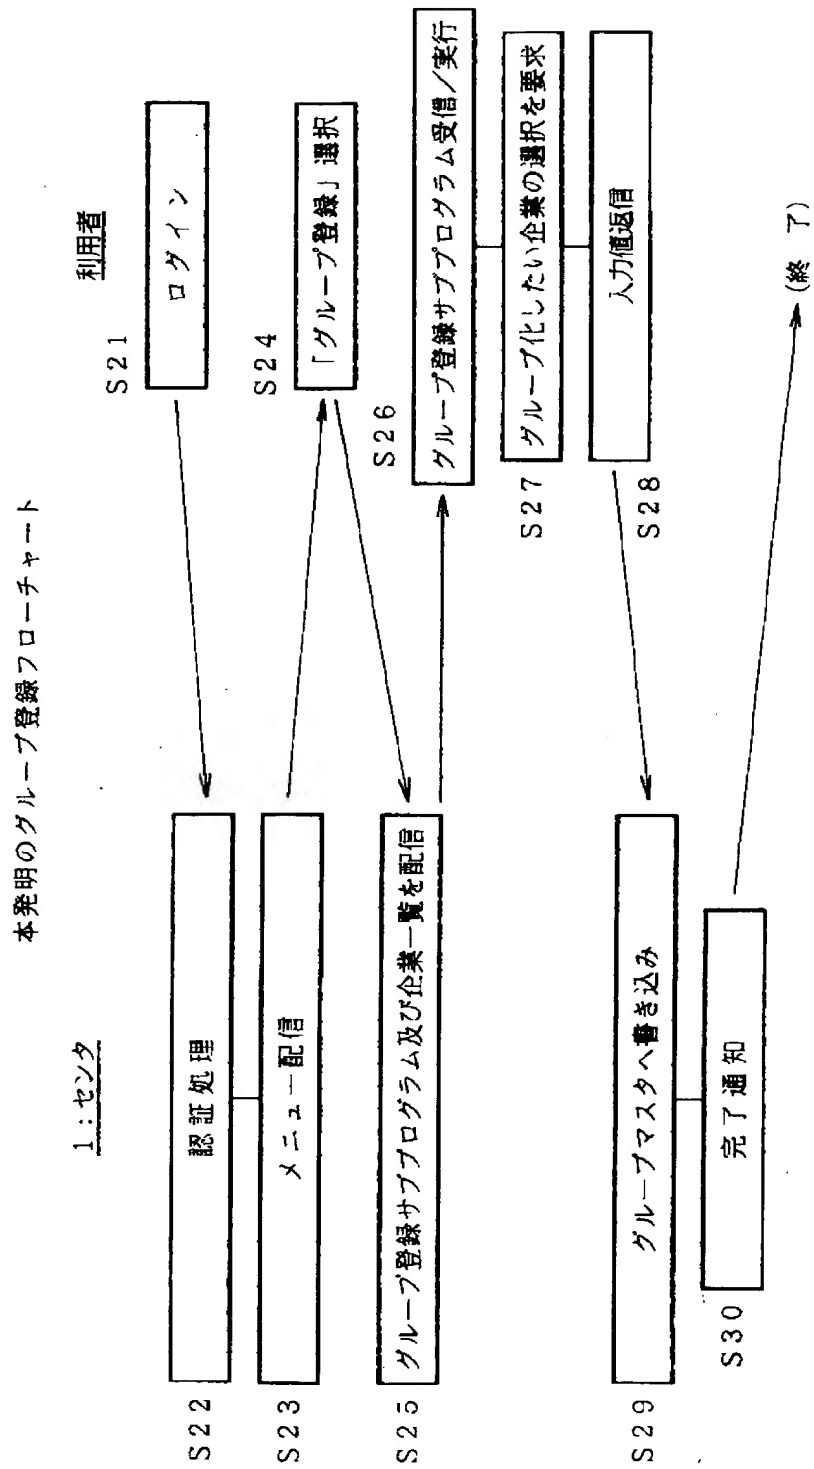 本発明のグループ登録フローチャート
1：センタ
利用者
S21
ログイン
S22
認証処理
S23
メニュー配信
S24
「グループ登録」選択
S25
グループ登録サブプログラム及び企業一覧を配信
S26
グループ登録サブプログラム受信／実行
S27
グループ化したい企業の選択を要求
S28
入力値返信
S29
グループマスタへ書き込み
S30
完了通知
(終 了)